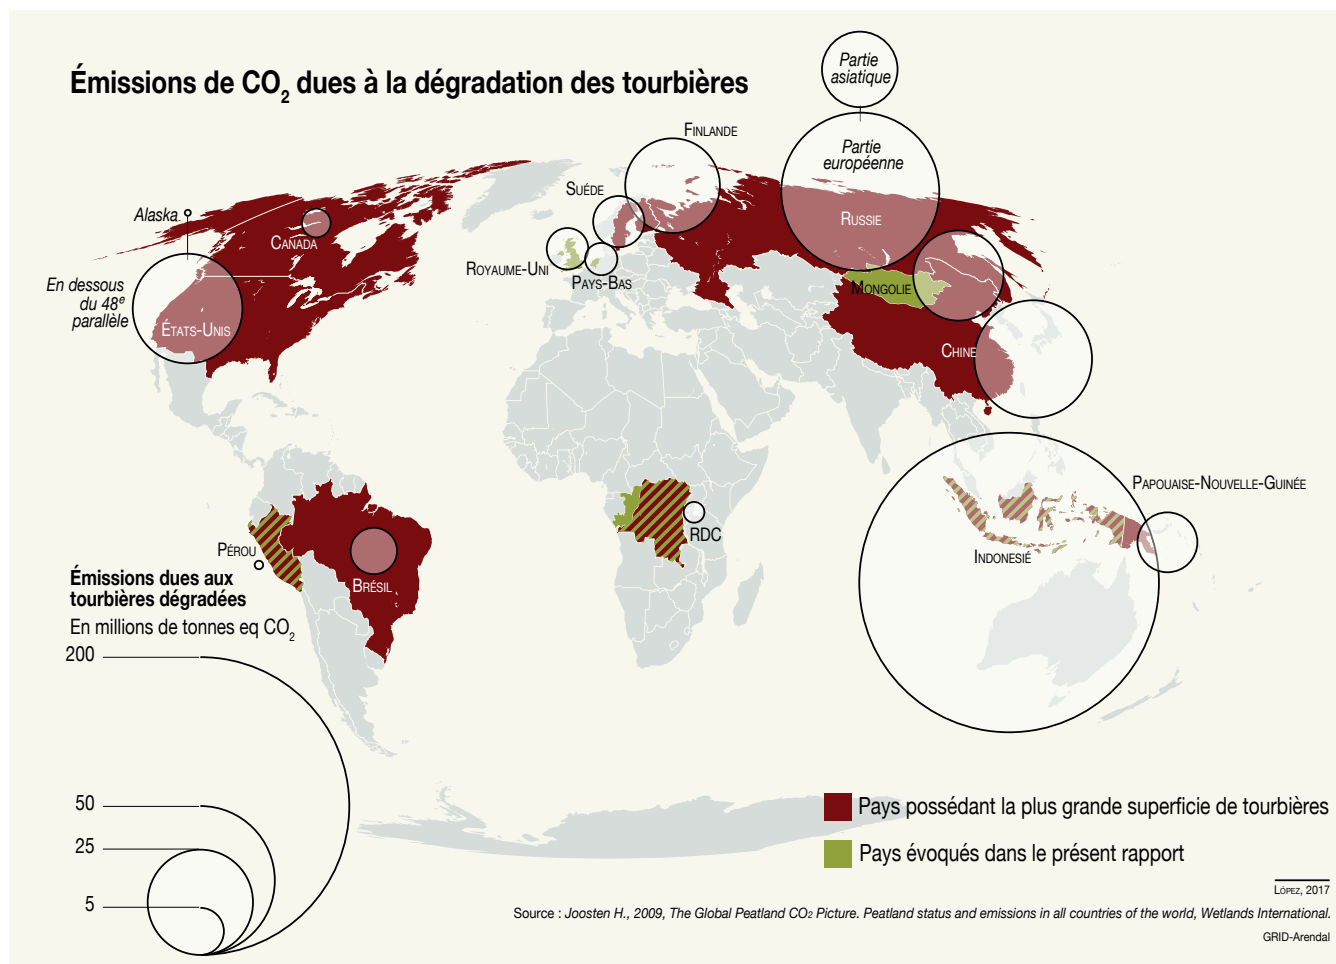 Émissions de CO2 dues à la dégradation des tourbières
Partie
asiatique
Partie
européenne
Finlande
Suéde
Russie
Alaska
Canada
Royaume-Uni
Pays-Bas
Mongolie
En dessous
du 48e
parallèle
États-Unis
Chine
Papouaise-Nouvelle-Guinée
RDC
Indonesié
Pérou
Brésil
Émissions dues aux
tourbières dégradées
En millions de tonnes eq CO2
200
50
25
5
Pays possédant la plus grande superficie de tourbières
Pays évoqués dans le présent rapport
López, 2017
Source : Joosten H., 2009, The Global Peatland CO2 Picture. Peatland status and emissions in all countries of the world, Wetlands International.
GRID-Arendal